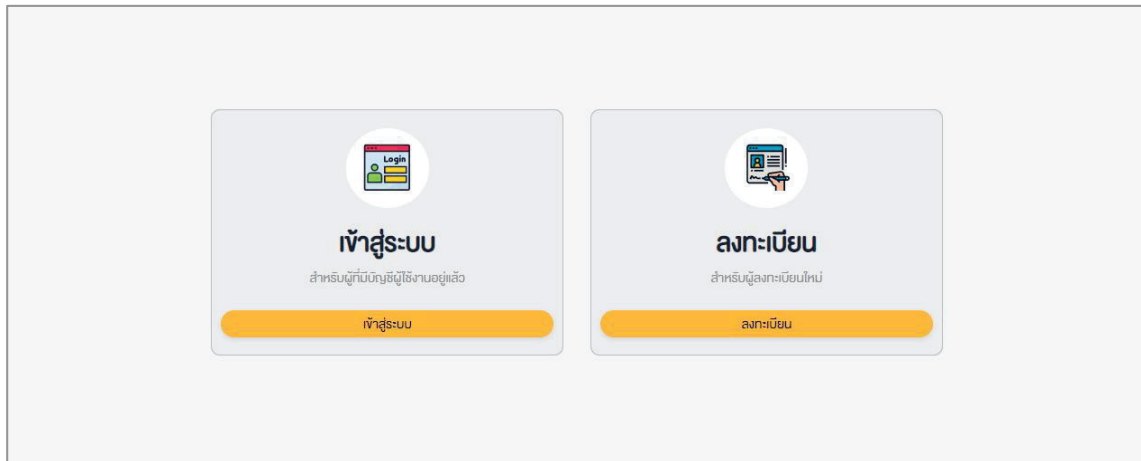 Login
เข้าสู่ระบบ
สำหรับผู้ที่มีบัญชีผู้ใช้งานอยู่แล้ว
เข้าสู่ระบบ
ลงทะเบียน
สำหรับผู้ลงทะเบียนใหม่
ลงทะเบียน